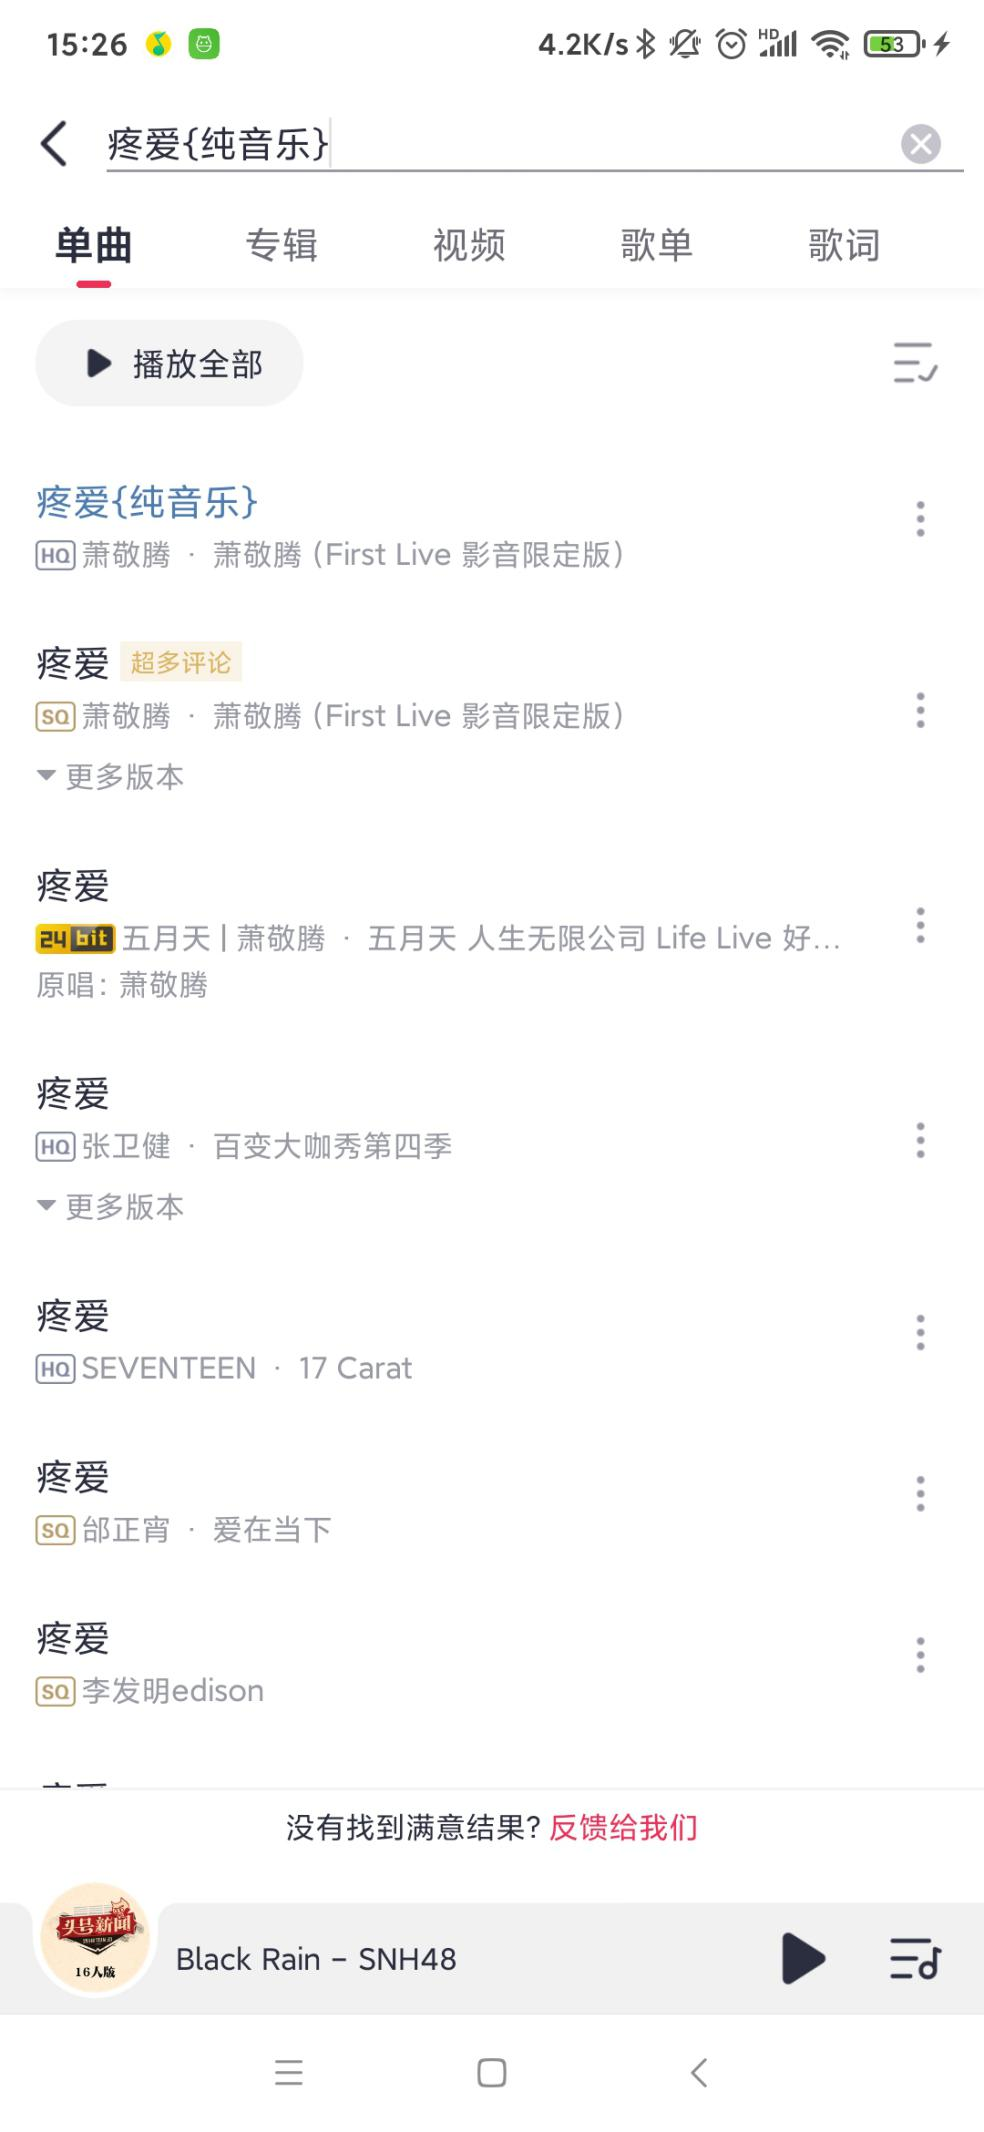 15:26
4.2K/s
HD
53
疼爱{纯音乐}
单曲
专辑
视频
歌单
歌词
播放全部
疼爱{纯音乐}
HQ 萧敬腾 · 萧敬腾 (First Live 影音限定版)
疼爱 超多评论
SQ 萧敬腾 · 萧敬腾 (First Live 影音限定版)
更多版本
疼爱
24 bit 五月天 | 萧敬腾 · 五月天 人生无限公司 Life Live 好...
原唱: 萧敬腾
疼爱
HQ 张卫健 · 百变大咖秀第四季
更多版本
疼爱
HQ SEVENTEEN · 17 Carat
疼爱
SQ 邰正宵 · 爱在当下
疼爱
SQ 李发明edison
没有找到满意结果? 反馈给我们
头号新闻
16人版
Black Rain – SNH48